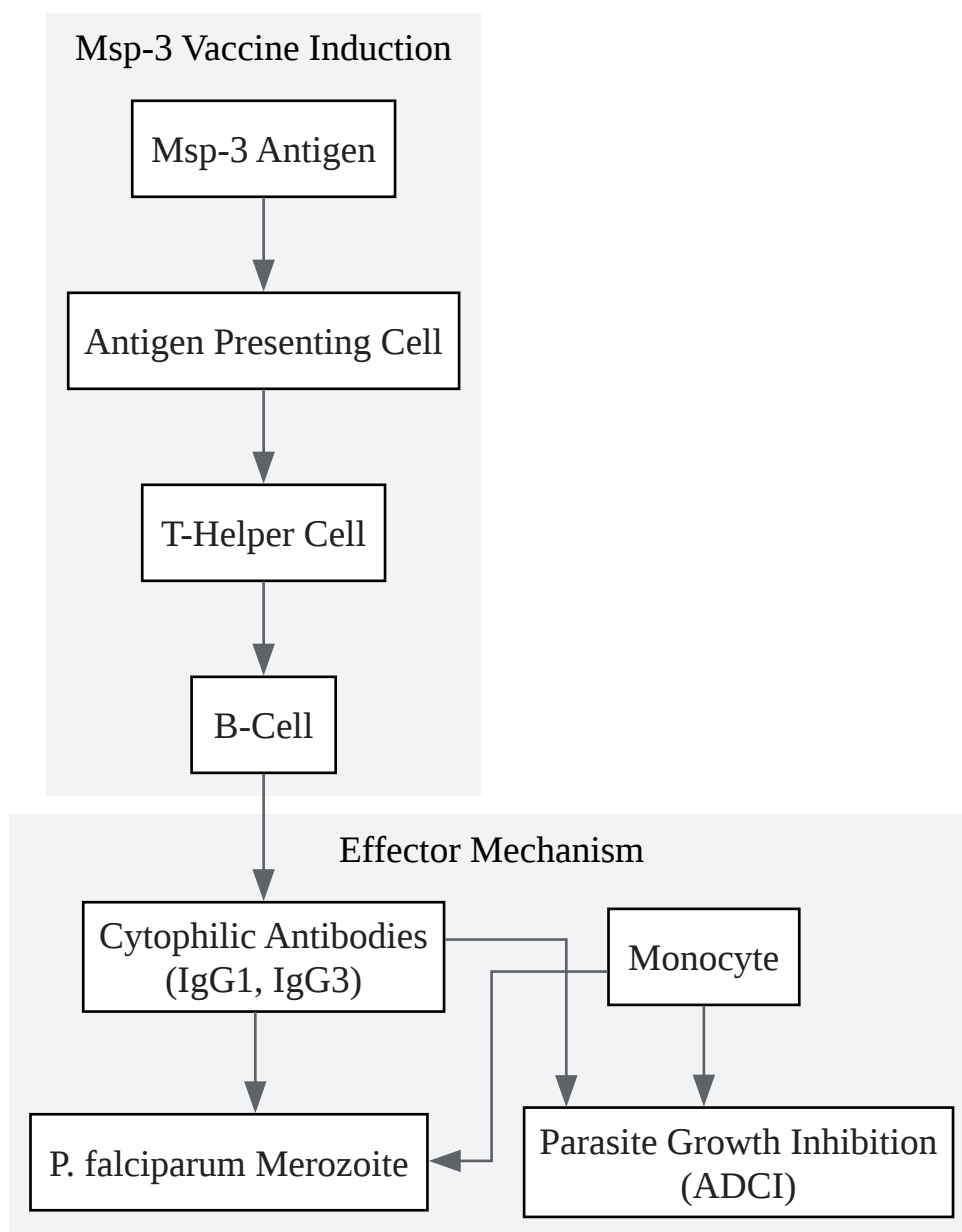 Msp-3 Vaccine Induction
Msp-3 Antigen
Antigen Presenting Cell
T-Helper Cell
B-Cell
Effector Mechanism
Cytophilic Antibodies
(IgG1, IgG3)
Monocyte
P. falciparum Merozoite
Parasite Growth Inhibition
(ADCI)